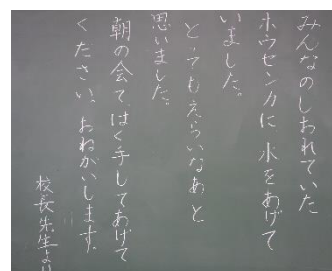 みんなのしおれていた
ホウセンカに水をあげて
いました。
とってもえらいなあと
思いました。
朝の会で、はく手してあげて
ください。おねがいします。
校長先生より